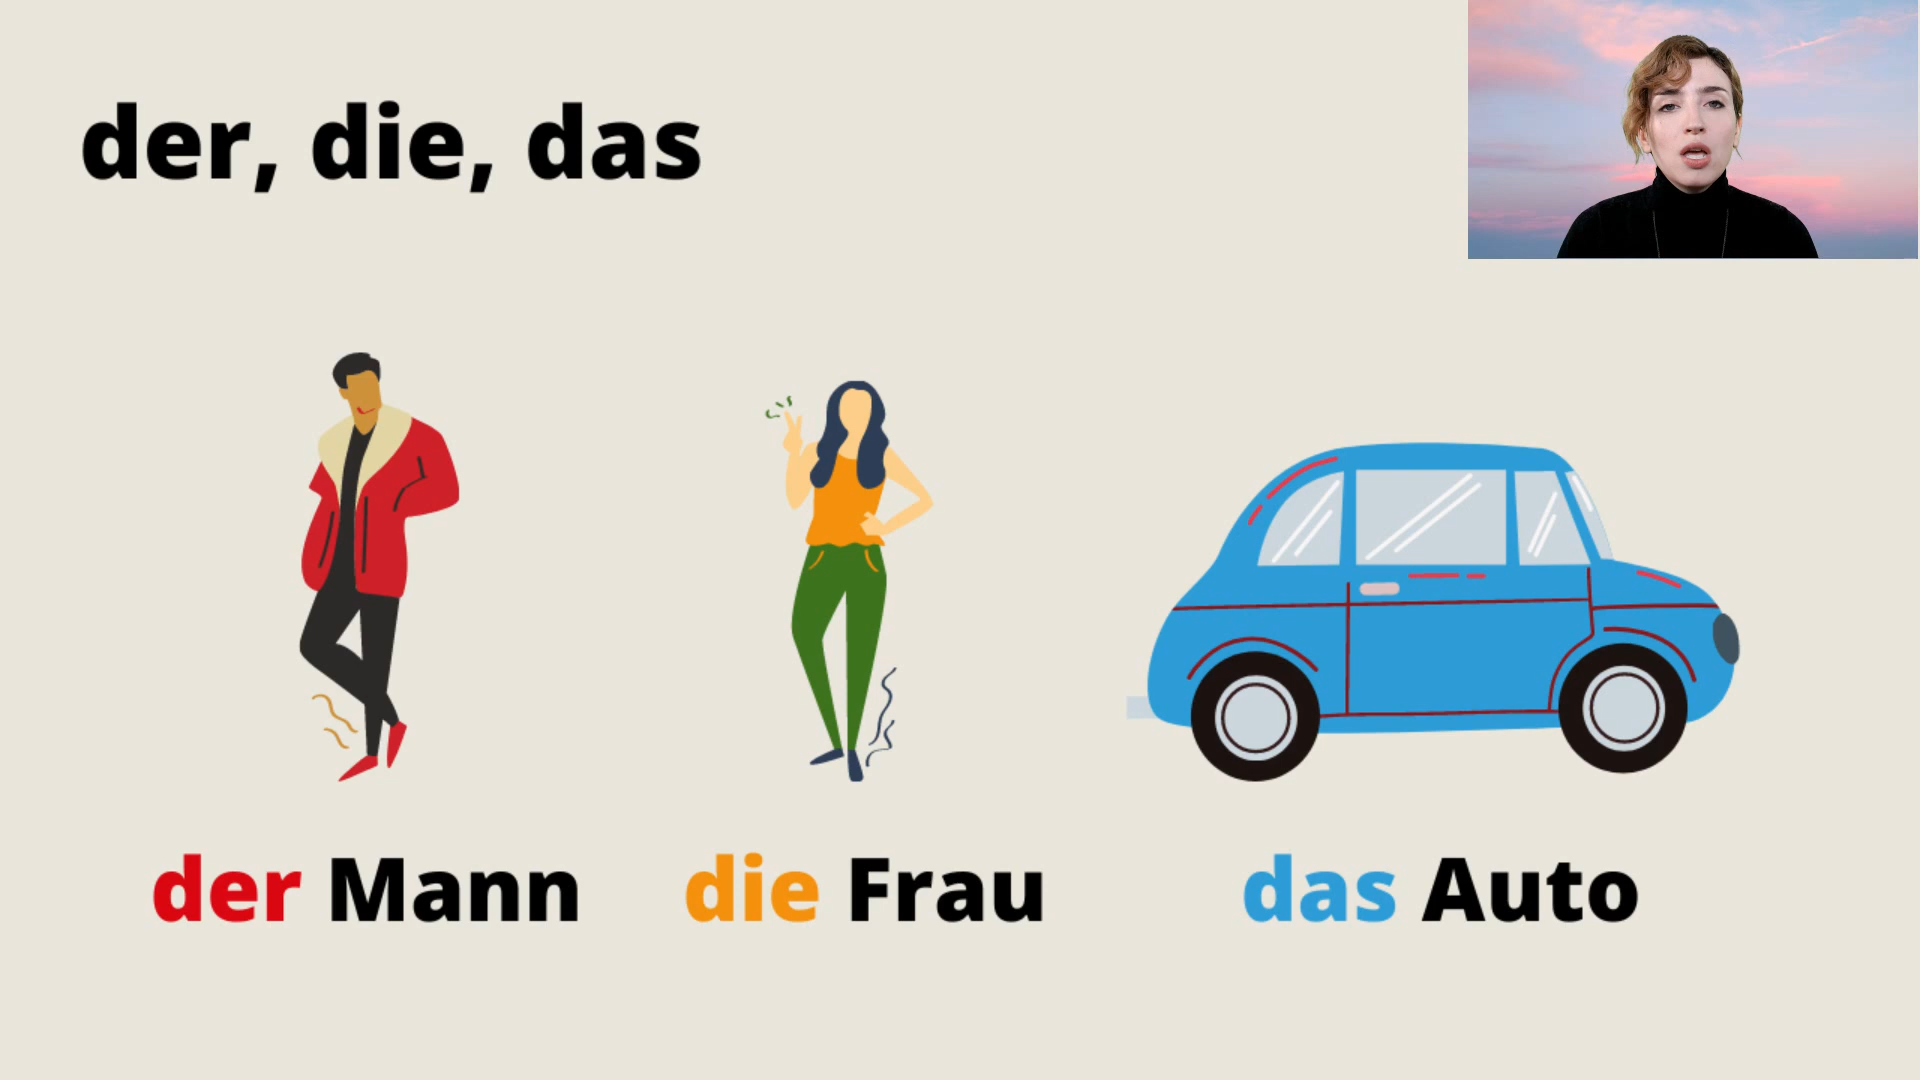 der, die, das
der Mann
die Frau
das Auto